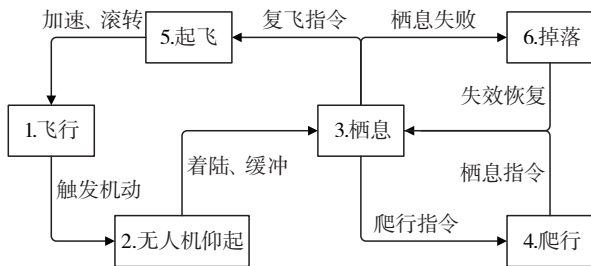 加速、滚转
5.起飞
复飞指令
栖息失败
6.掉落
失效恢复
1.飞行
3.栖息
着陆、缓冲
栖息指令
触发机动
爬行指令
2.无人机仰起
4.爬行